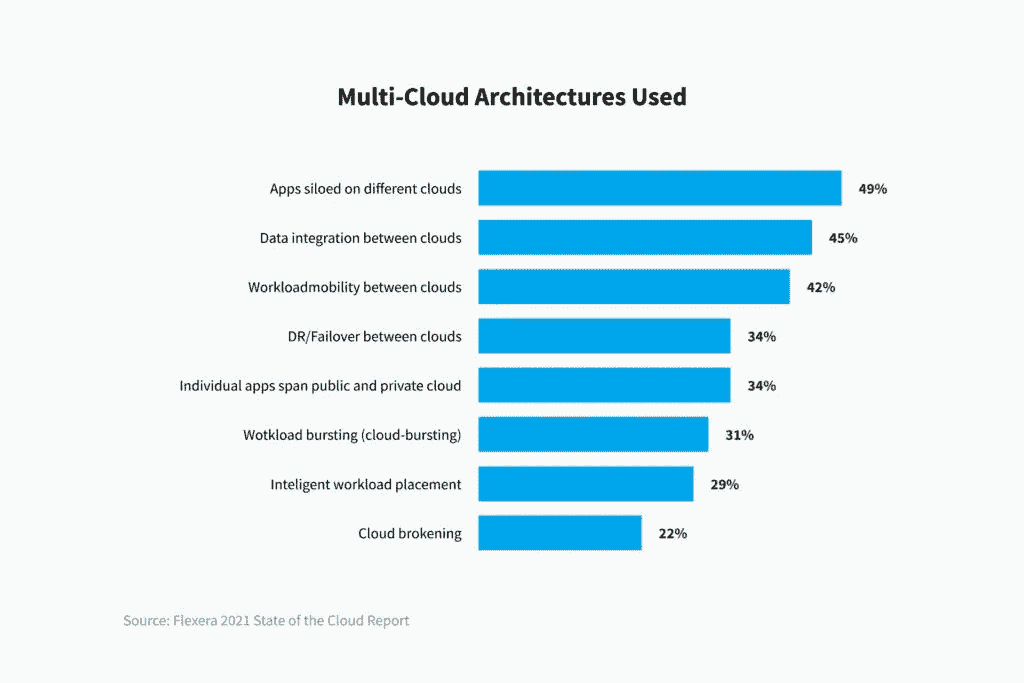 Multi-Cloud Architectures Used
Apps siloed on different clouds 49%
Data integration between clouds 45%
Workloadmobility between clouds 42%
DR/Failover between clouds 34%
Individual apps span public and private cloud 34%
Wotkload bursting (cloud-bursting) 31%
Inteligent workload placement 29%
Cloud brokening 22%
Source: Flexera 2021 State of the Cloud Report